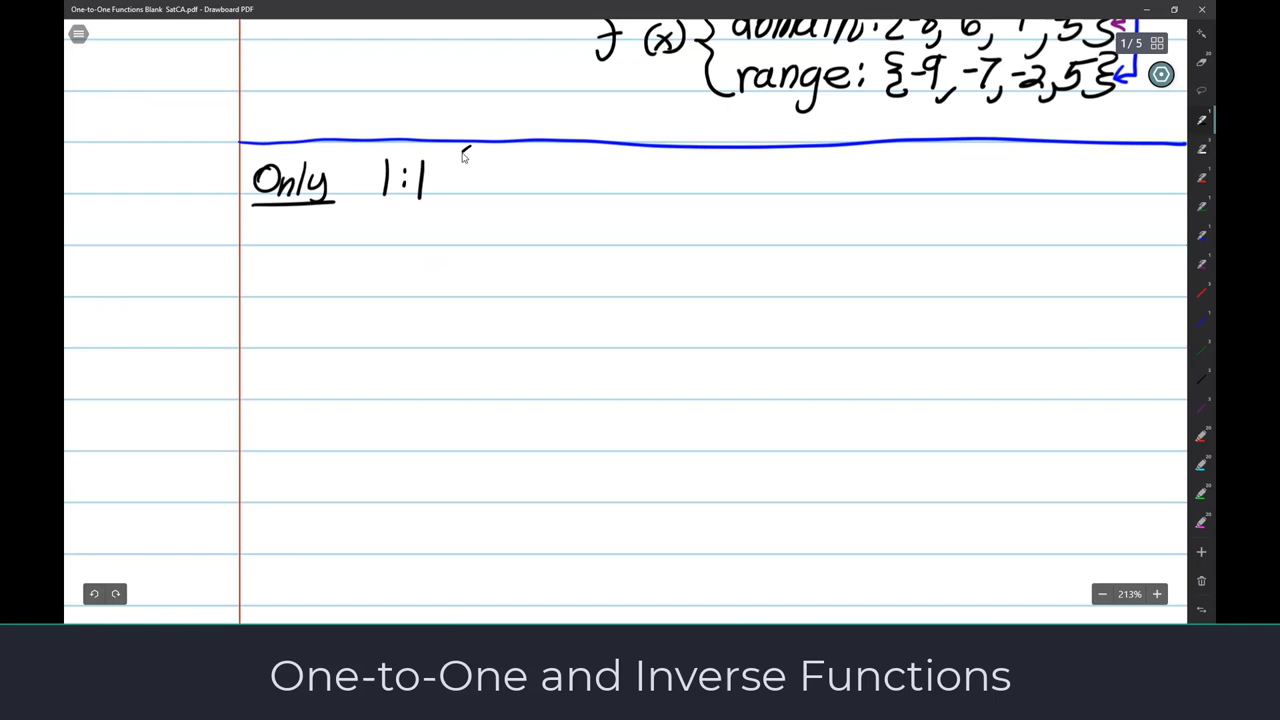 One-to-One Functions Blank SatCA.pdf - Drawboard PDF
1 / 5
range: {-9, -7, -2, 5}
Only 1:1
213%
One-to-One and Inverse Functions